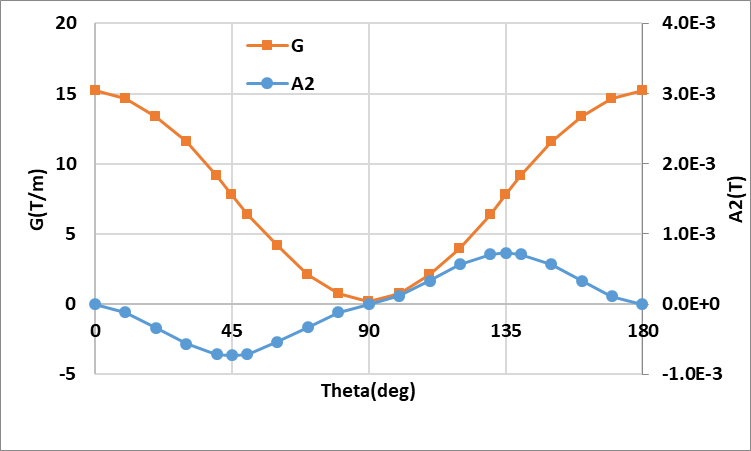 20
15
10
5
0
-5
G(T/m)
G
A2
4.0E-3
3.0E-3
2.0E-3
1.0E-3
0.0E+0
-1.0E-3
A2(T)
0 45 90 135 180
Theta(deg)